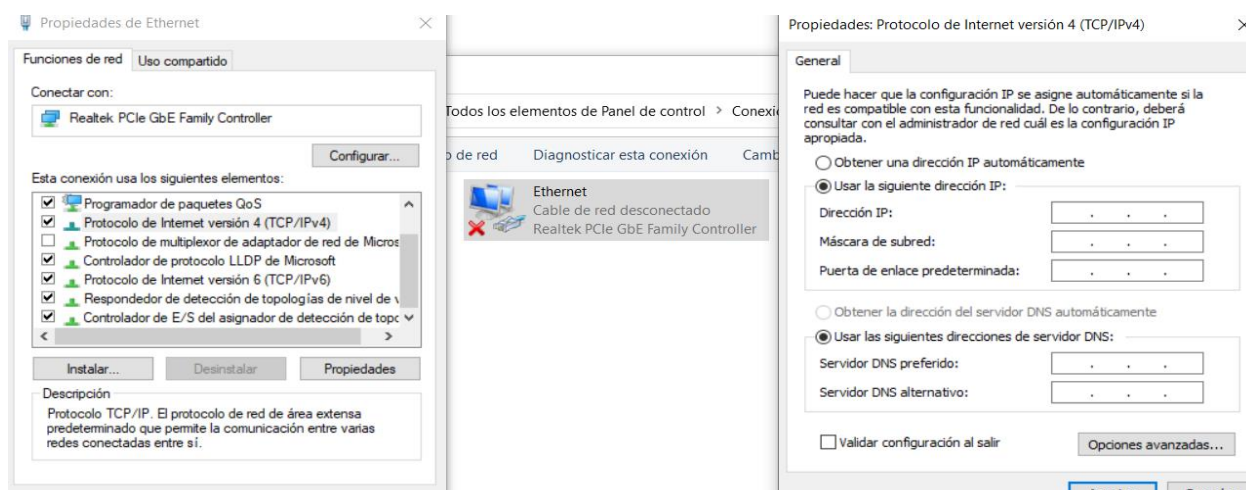 Propiedades de Ethernet
Funciones de red
Uso compartido
Conectar con:
Realtek PCIe GbE Family Controller
Configurar...
Esta conexión usa los siguientes elementos:
Programador de paquetes QoS
Protocolo de Internet versión 4 (TCP/IPv4)
Protocolo de multiplexor de adaptador de red de Micros
Controlador de protocolo LLDP de Microsoft
Protocolo de Internet versión 6 (TCP/IPv6)
Respondedor de detección de topologías de nivel de
Controlador de E/S del asignador de detección de topc
Instalar...
Desinstalar
Propiedades
Descripción
Protocolo TCP/IP. El protocolo de red de área extensa
predeterminado que permite la comunicación entre varias
redes conectadas entre sí.
Todos los elementos de Panel de control > Conexi
de red
Diagnosticar esta conexión
Camb
Ethernet
Cable de red desconectado
Realtek PCIe GbE Family Controller
Propiedades: Protocolo de Internet versión 4 (TCP/IPv4)
General
Puede hacer que la configuración IP se asigne automáticamente si la
red es compatible con esta funcionalidad. De lo contrario, deberá
consultar con el administrador de red cuál es la configuración IP
apropiada.
Obtener una dirección IP automáticamente
Usar la siguiente dirección IP:
Dirección IP:
Máscara de subred:
Puerta de enlace predeterminada:
Obtener la dirección del servidor DNS automáticamente
Usar las siguientes direcciones de servidor DNS:
Servidor DNS preferido:
Servidor DNS alternativo:
Validar configuración al salir
Opciones avanzadas...